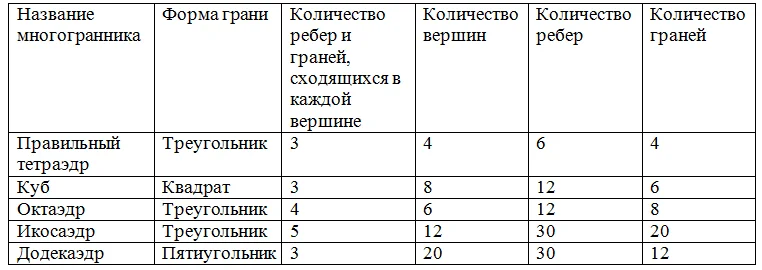 Название многогранника
Форма грани
Количество ребер и граней, сходящихся в каждой вершине
Количество вершин
Количество ребер
Количество граней
Правильный тетраэдр
Треугольник
3
4
6
4
Куб
Квадрат
3
8
12
6
Октаэдр
Треугольник
4
6
12
8
Икосаэдр
Треугольник
5
12
30
20
Додекаэдр
Пятиугольник
3
20
30
12